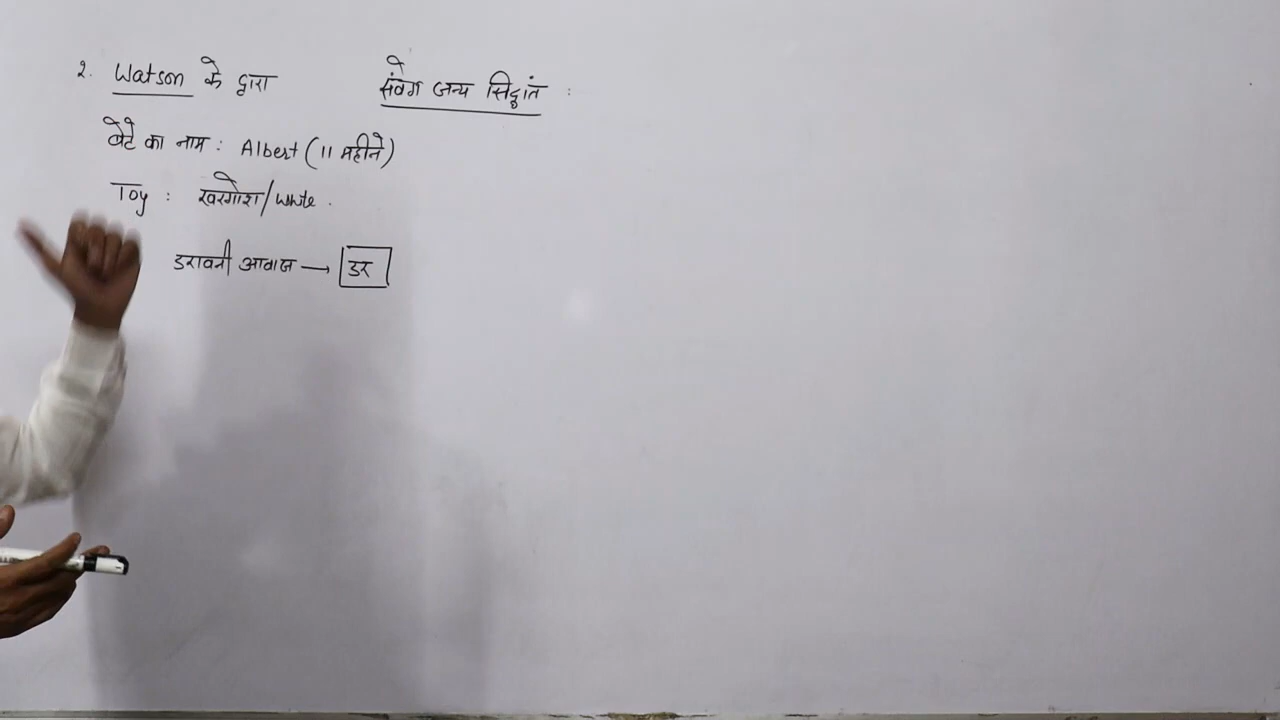 2. Watson के द्वारा संवेग जन्य सिद्धांत :
बेटे का नाम : Albert (11 महीने)
Toy : खरगोश/White .
डरावनी आवाज → डर